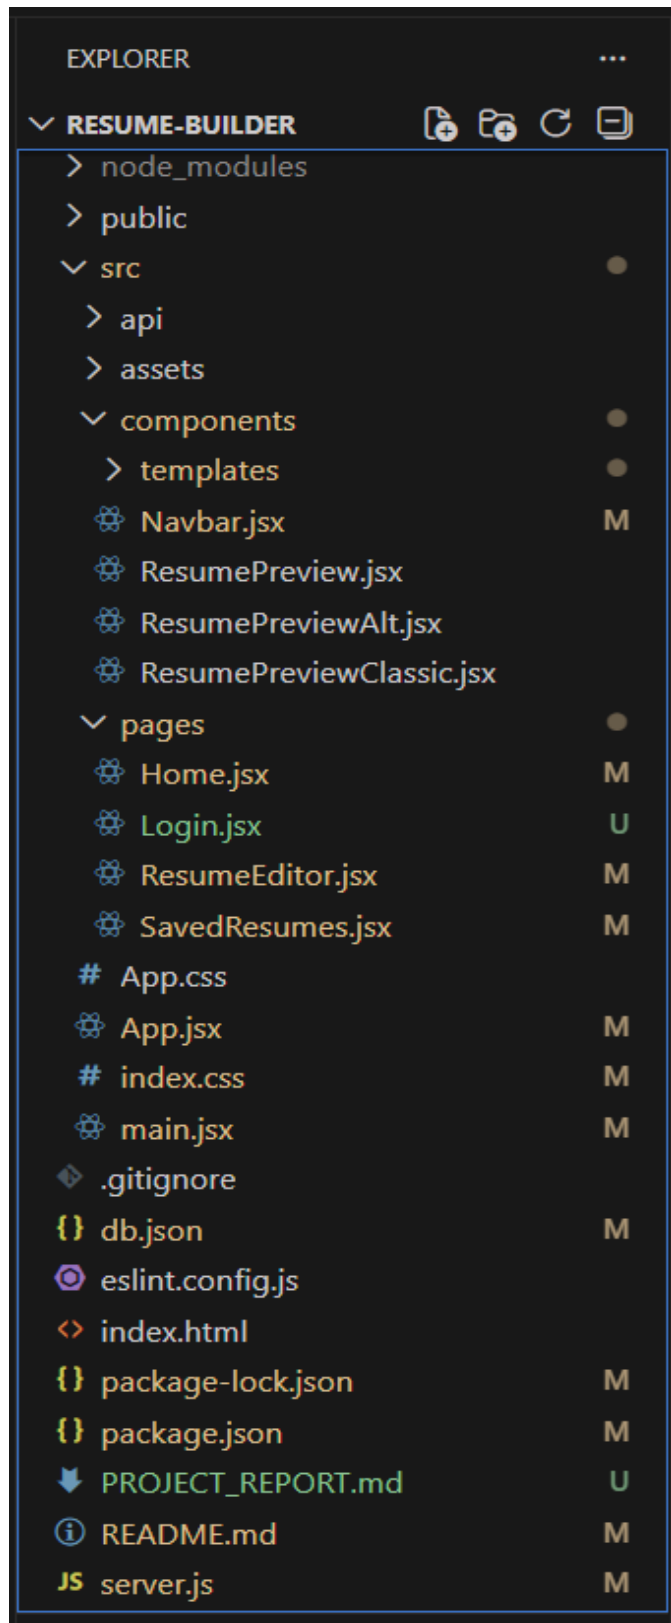 EXPLORER ...
RESUME-BUILDER
node_modules
public
src
api
assets
components
templates
Navbar.jsx M
ResumePreview.jsx
ResumePreviewAlt.jsx
ResumePreviewClassic.jsx
pages
Home.jsx M
Login.jsx U
ResumeEditor.jsx M
SavedResumes.jsx M
# App.css
App.jsx M
# index.css M
main.jsx M
.gitignore
{} db.json M
eslint.config.js
<> index.html
{} package-lock.json M
{} package.json M
PROJECT_REPORT.md U
README.md M
JS server.js M